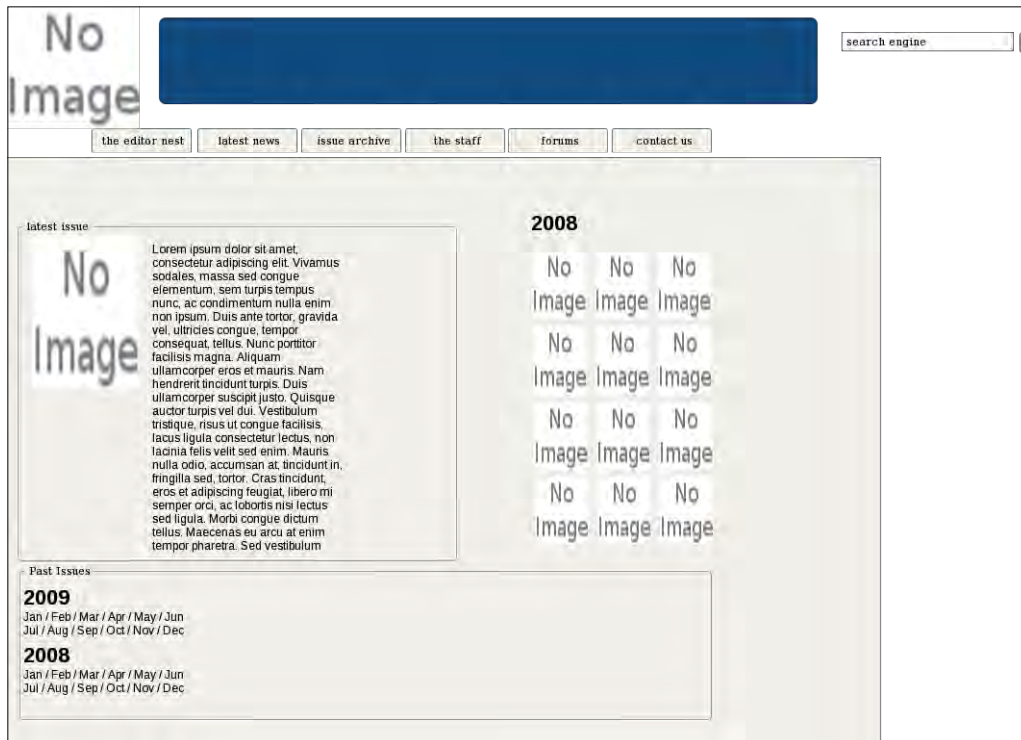 No
Image
search engine
the editor nest
latest news
issue archive
the staff
forums
contact us
latest issue
No
Image
Lorem ipsum dolor sit amet,
consectetur adipiscing elit. Vivamus
sodales, massa sed congue
elementum, sem turpis tempus
nunc, ac condimentum nulla enim
non ipsum. Duis ante tortor, gravida
vel, ultricies congue, tempor
consequat, tellus. Nunc porttitor
facilisis magna. Aliquam
ullamcorper eros et mauris. Nam
hendrerit tincidunt turpis. Duis
ullamcorper suscipit justo. Quisque
auctor turpis vel dui. Vestibulum
tristique, risus ut congue facilisis,
lacus ligula consectetur lectus, non
lacinia felis velit sed enim. Mauris
nulla odio, accumsan at, tincidunt in,
fringilla sed, tortor. Cras tincidunt,
eros et adipiscing feugiat, libero mi
semper orci, ac lobortis nisi lectus
sed ligula. Morbi congue dictum
tellus. Maecenas eu arcu at enim
tempor pharetra. Sed vestibulum
2008
No No No
Image Image Image
No No No
Image Image Image
No No No
Image Image Image
No No No
Image Image Image
Past Issues
2009
Jan / Feb / Mar / Apr / May / Jun
Jul / Aug / Sep / Oct / Nov / Dec
2008
Jan / Feb / Mar / Apr / May / Jun
Jul / Aug / Sep / Oct / Nov / Dec